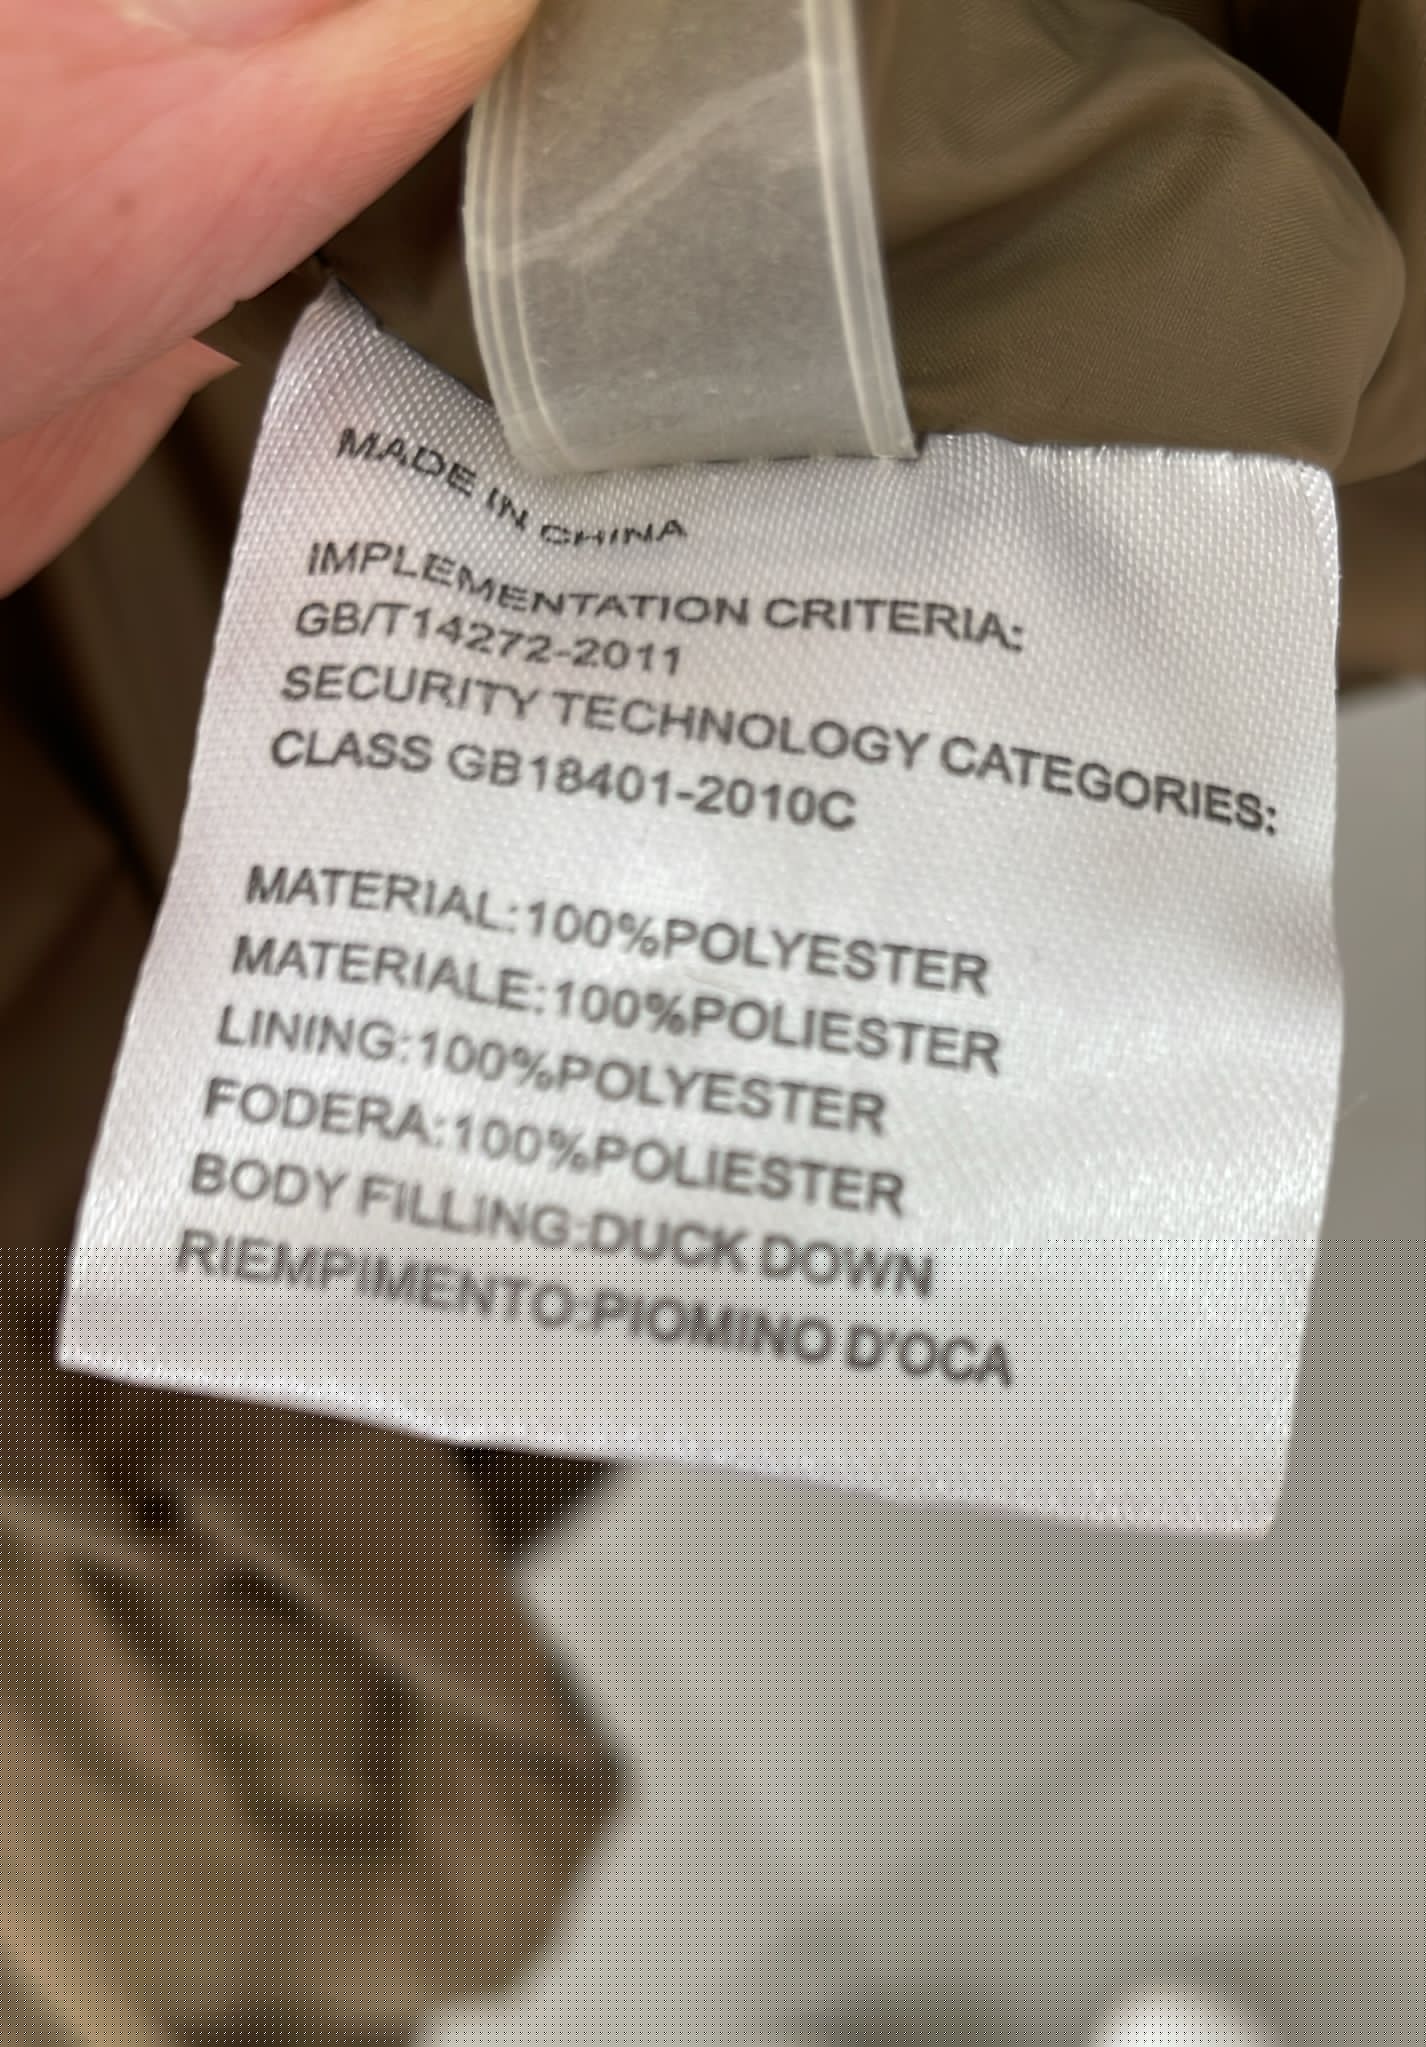 MADE IN CHINA
IMPLEMENTATION CRITERIA:
GB/T14272-2011
SECURITY TECHNOLOGY CATEGORIES:
CLASS GB18401-2010C
MATERIAL:100%POLYESTER
MATERIALE:100%POLIESTER
LINING:100%POLYESTER
FODERA:100%POLIESTER
BODY FILLING:DUCK DOWN
RIEMPIMENTO:PIOMINO D'OCA